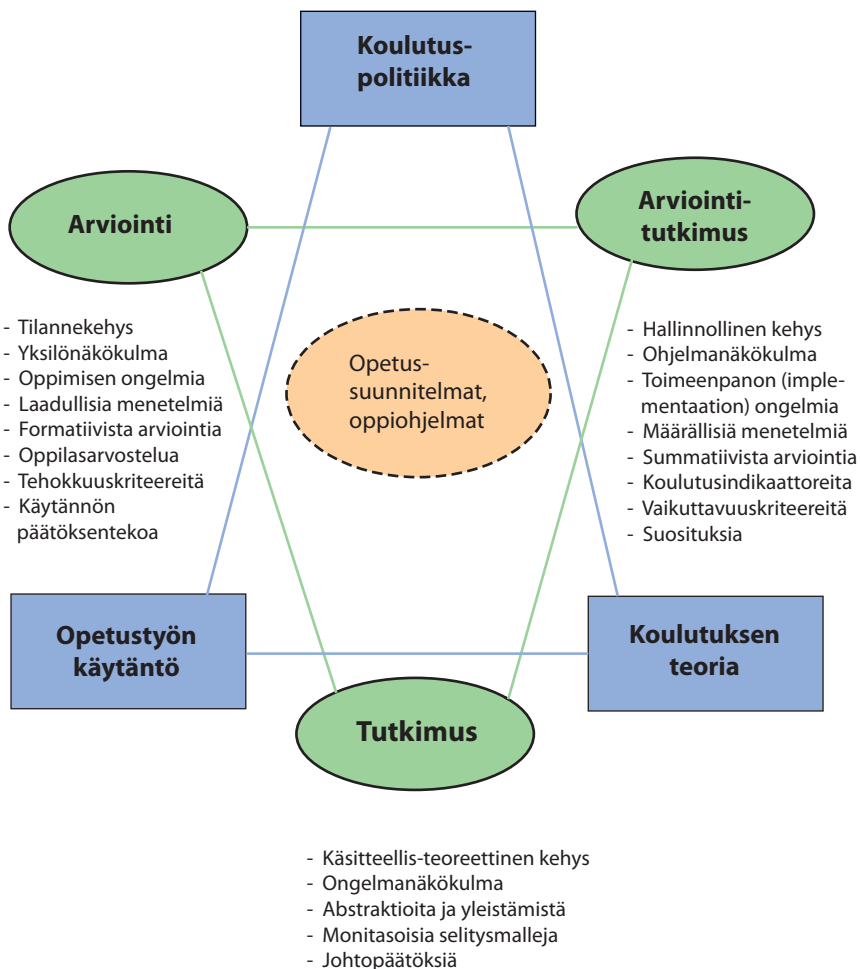 Koulutus-
politiikka
Arviointi
Arviointi-
tutkimus
- Tilannekehys
- Yksilönäkökulma
- Oppimisen ongelmia
- Laadullisia menetelmiä
- Formatiivista arviointia
- Oppilasarvostelua
- Tehokkuuskriteereitä
- Käytännön
päätöksentekoa
Opetus-
suunnitelmat,
oppiohjelmat
- Hallinnollinen kehys
- Ohjelmanäkökulma
- Toimeenpanon (imple-
mentaation) ongelmia
- Määrällisiä menetelmiä
- Summatiivista arviointia
- Koulutusindikaattoreita
- Vaikuttavuuskriteereitä
- Suosituksia
Opetustyön
käytäntö
Koulutuksen
teoria
Tutkimus
- Käsitteellis-teoreettinen kehys
- Ongelmanäkökulma
- Abstraktioita ja yleistämistä
- Monitasoisia selitysmalleja
- Johtopäätöksiä